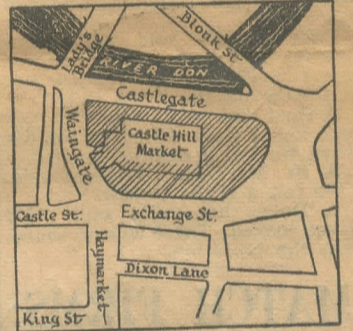 Lady's
Bridge
Blonk St
RIVER DON
Castlegate
Waingate
Castle Hill
Market
Castle St.
Exchange St.
Haymarket
Dixon Lane
King St